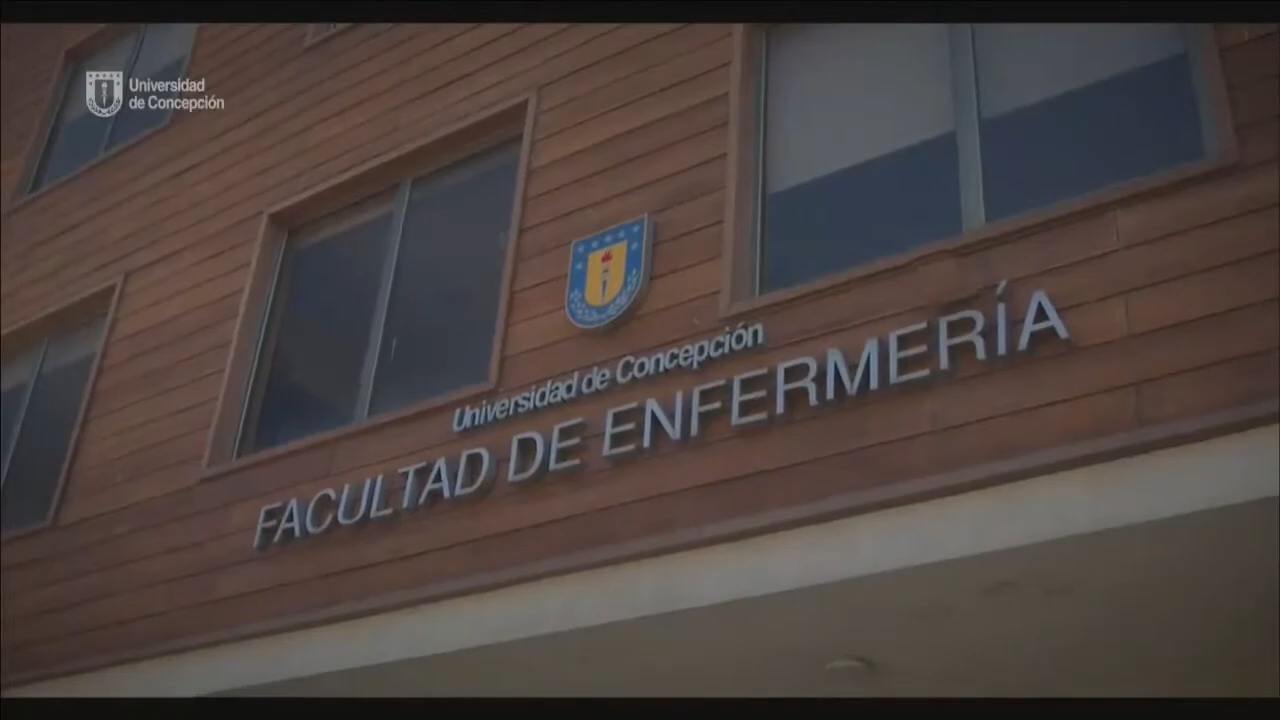 Universidad
de Concepción
Universidad de Concepción
FACULTAD DE ENFERMERÍA